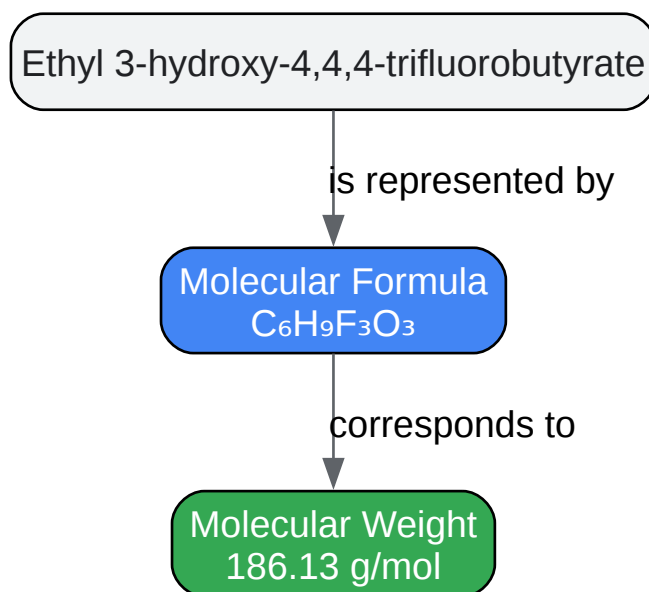 Ethyl 3-hydroxy-4,4,4-trifluorobutyrate
is represented by
Molecular Formula
C₆H₉F₃O₃
corresponds to
Molecular Weight
186.13 g/mol